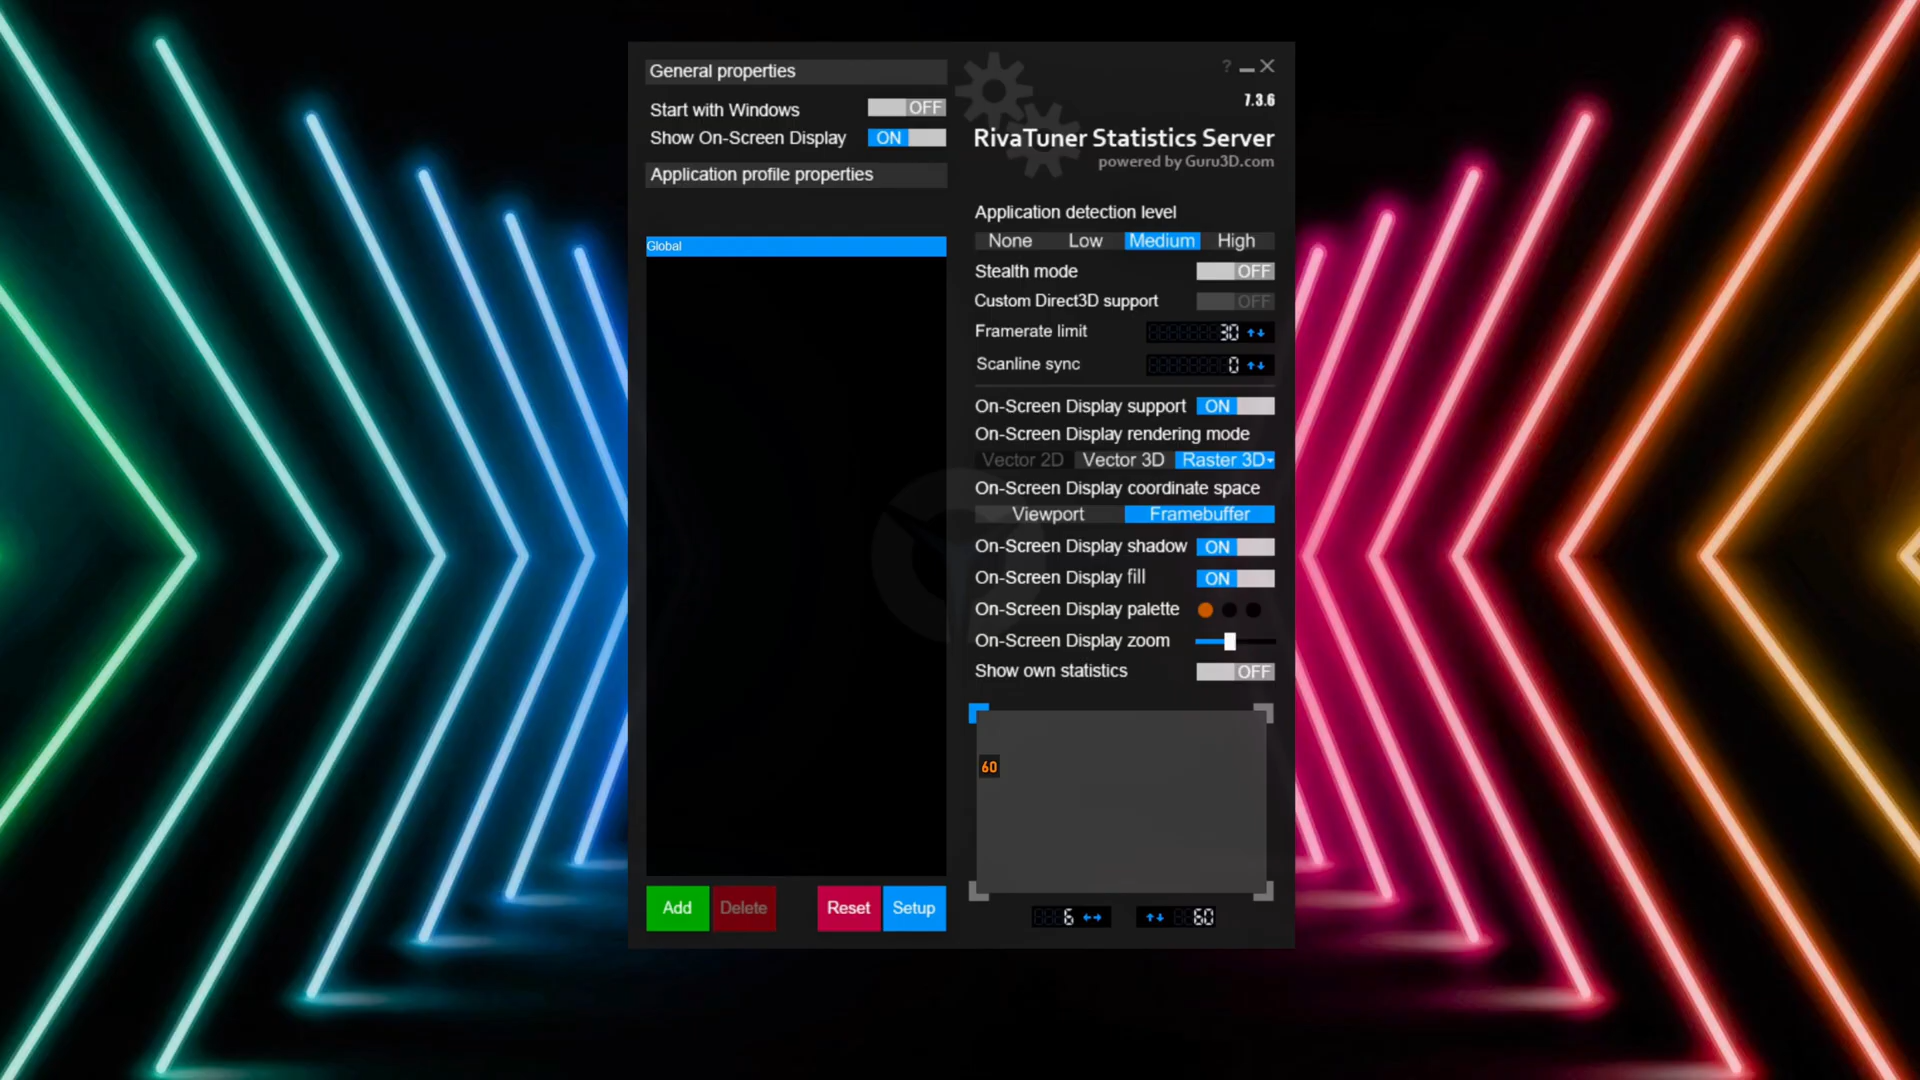 General properties
Start with Windows OFF
Show On-Screen Display ON
Application profile properties
Global
Add Delete Reset Setup
?
7.3.6
RivaTuner Statistics Server
powered by Guru3D.com
Application detection level
None Low Medium High
Stealth mode OFF
Custom Direct3D support OFF
Framerate limit 30
Scanline sync 0
On-Screen Display support ON
On-Screen Display rendering mode
Vector 2D Vector 3D Raster 3D
On-Screen Display coordinate space
Viewport Framebuffer
On-Screen Display shadow ON
On-Screen Display fill ON
On-Screen Display palette
On-Screen Display zoom
Show own statistics OFF
60
6 60